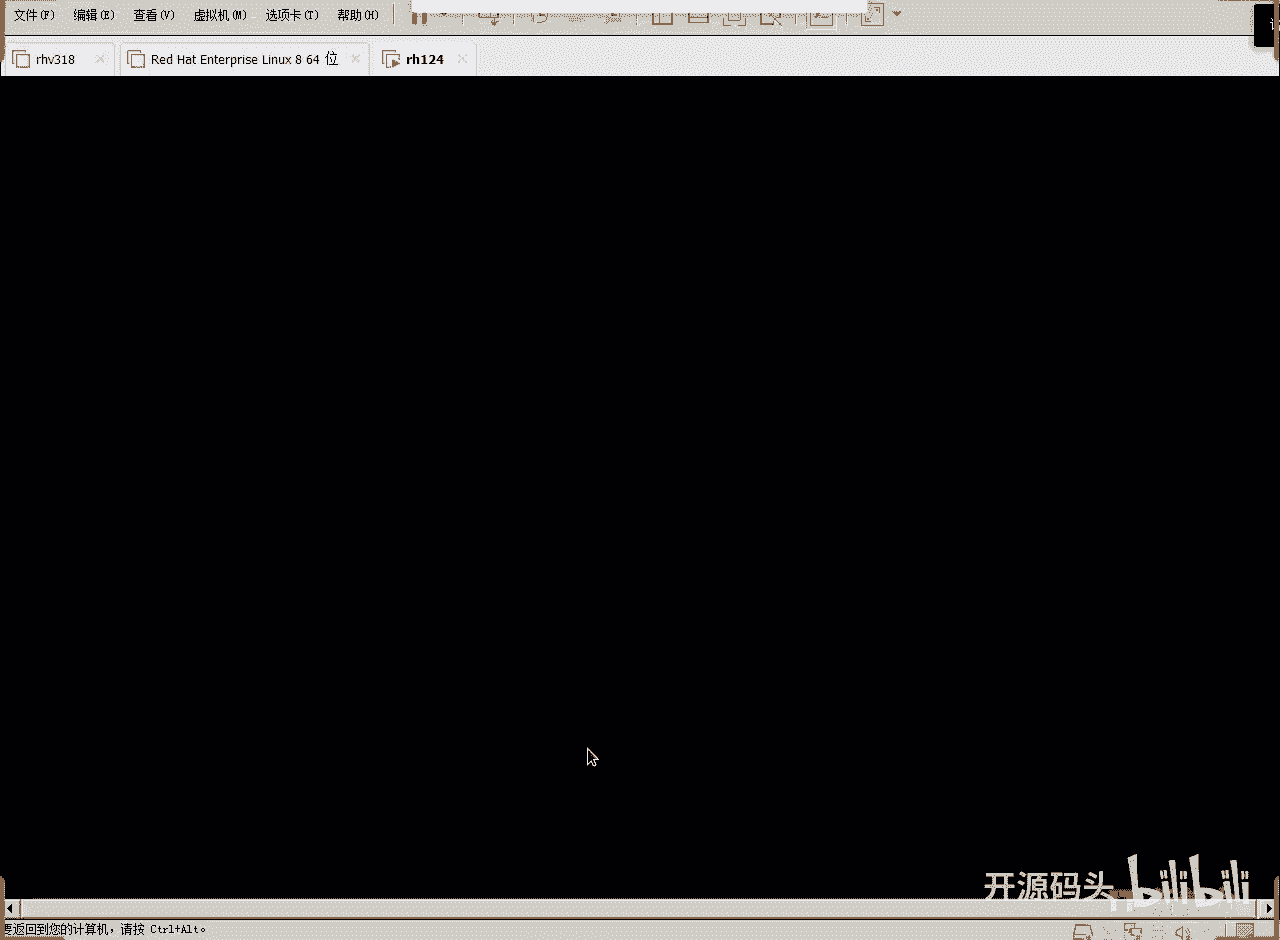 文件(F) 编辑(E) 查看(V) 虚拟机(M) 选项卡(T) 帮助(H)
rhv318 Red Hat Enterprise Linux 8 64 位 rh124
开源码头 bilibili
要返回到您的计算机，请按 Ctrl+Alt。